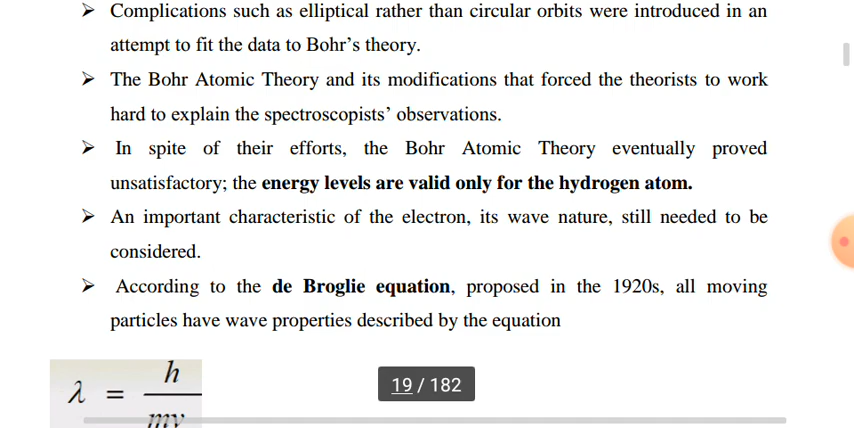 ➢ Complications such as elliptical rather than circular orbits were introduced in an
attempt to fit the data to Bohr’s theory.
➢ The Bohr Atomic Theory and its modifications that forced the theorists to work
hard to explain the spectroscopists’ observations.
➢ In spite of their efforts, the Bohr Atomic Theory eventually proved
unsatisfactory; the energy levels are valid only for the hydrogen atom.
➢ An important characteristic of the electron, its wave nature, still needed to be
considered.
➢ According to the de Broglie equation, proposed in the 1920s, all moving
particles have wave properties described by the equation
λ = h / mv
19 / 182